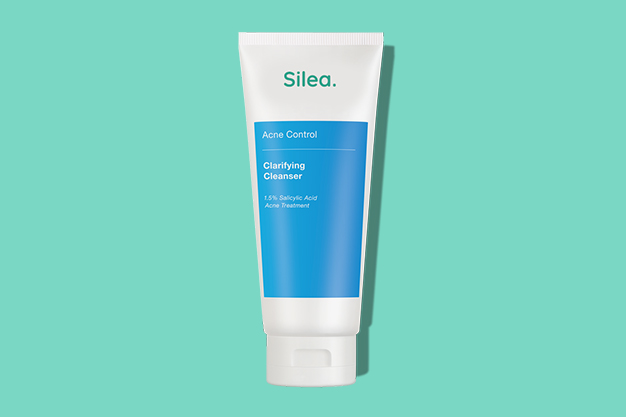 Silea.
Acne Control
Clarifying
Cleanser
1.5% Salicylic Acid
Acne Treatment